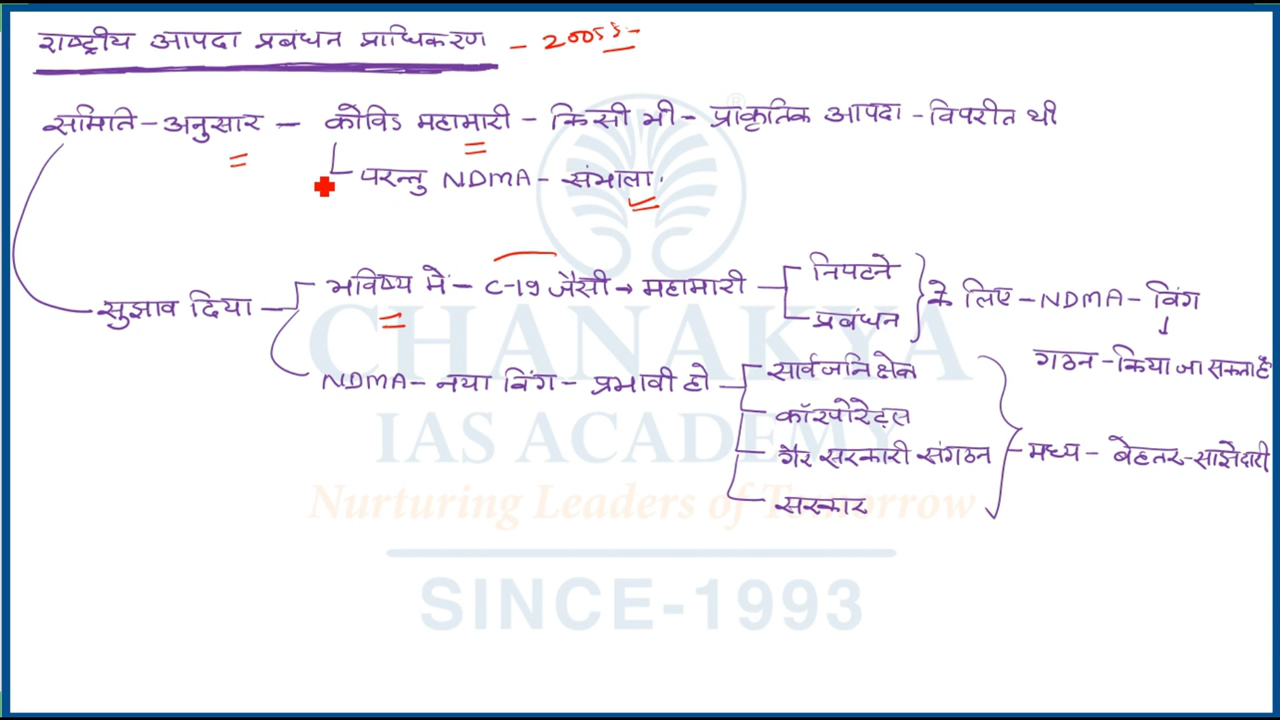 राष्ट्रीय आपदा प्रबंधन प्राधिकरण - 2005ई-
समिति - अनुसार - कोविड महामारी - किसी भी - प्राकृतिक आपदा - विपरीत थी
परन्तु NDMA - संभाला
सुझाव दिया
भविष्य में - C-19 जैसी → महामारी
निपटने
प्रबंधन
के लिए - NDMA - विंग
गठन - किया जा सकता है
NDMA - नया विंग - प्रभावी हो
सार्वजनि क्षेत्र
कॉरपोरेट्स
गैर सरकारी संगठन
सरकार
मध्य - बेहतर - साझेदारी
CHANAKYA
IAS ACADEMY
Nurturing Leaders of Tomorrow
SINCE-1993